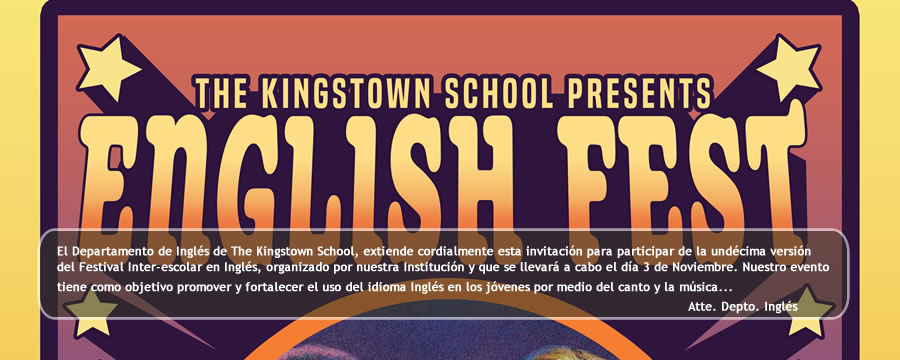 THE KINGSTOWN SCHOOL PRESENTS
ENGLISH FEST
El Departamento de Inglés de The Kingstown School, extiende cordialmente esta invitación para participar de la undécima versión
del Festival Inter-escolar en Inglés, organizado por nuestra Institución y que se llevará a cabo el día 3 de Noviembre. Nuestro evento
tiene como objetivo promover y fortalecer el uso del idioma Inglés en los jóvenes por medio del canto y la música...
Atte. Depto. Inglés